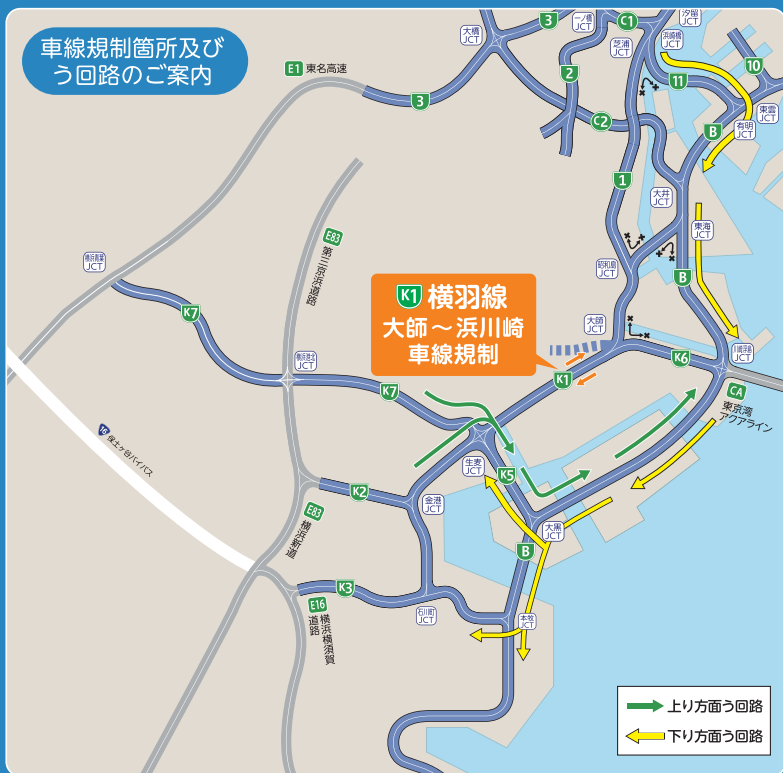 車線規制箇所及び
う回路のご案内
大橋
JCT
3
一ノ橋
JCT
C1
汐留
JCT
浜崎橋
JCT
芝浦
JCT
E1 東名高速
3
2
11
10
C2
B
東雲
JCT
有明
JCT
1
大井
JCT
E83
第三京浜道路
東海
JCT
横浜青葉
JCT
昭和島
JCT
B
K1 横羽線
大師～浜川崎
車線規制
K7
大師
JCT
川崎浮島
JCT
横浜港北
JCT
K6
K1
K7
CA
東京湾
アクアライン
16
保土ヶ谷バイパス
生麦
JCT
K5
K2
金港
JCT
E83
横浜新道
大黒
JCT
B
K3
E16
横浜横須賀
道路
石川町
JCT
本牧
JCT
上り方面う回路
下り方面う回路